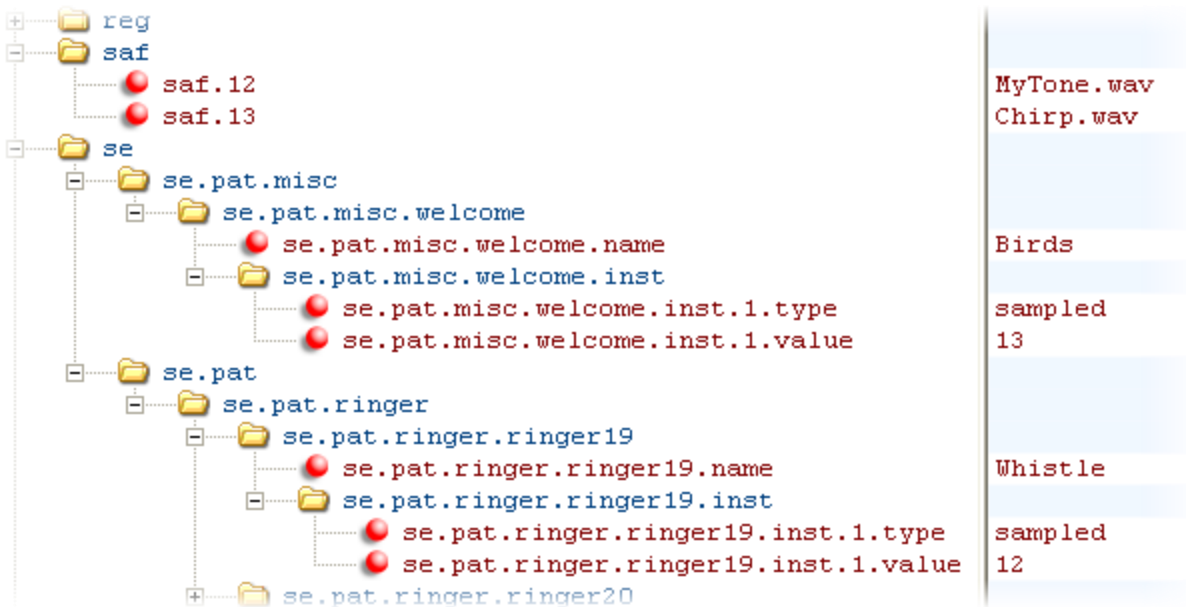 reg
saf
saf.12 MyTone.wav
saf.13 Chirp.wav
se
se.pat.misc
se.pat.misc.welcome
se.pat.misc.welcome.name Birds
se.pat.misc.welcome.inst
se.pat.misc.welcome.inst.1.type sampled
se.pat.misc.welcome.inst.1.value 13
se.pat
se.pat.ringer
se.pat.ringer.ringer19
se.pat.ringer.ringer19.name Whistle
se.pat.ringer.ringer19.inst
se.pat.ringer.ringer19.inst.1.type sampled
se.pat.ringer.ringer19.inst.1.value 12
se.pat.ringer.ringer20